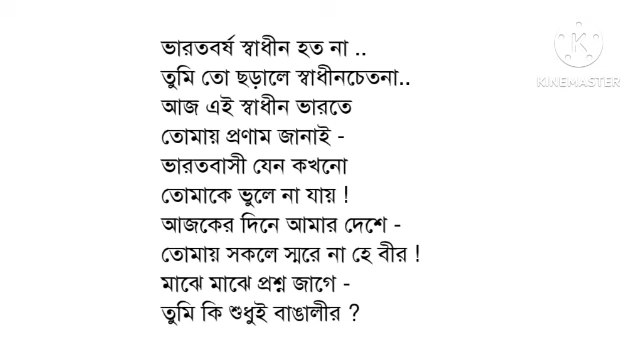 ভারতবর্ষ স্বাধীন হত না ..
তুমি তো ছড়ালে স্বাধীনচেতনা..
আজ এই স্বাধীন ভারতে
তোমায় প্রণাম জানাই -
ভারতবাসী যেন কখনো
তোমাকে ভুলে না যায় !
আজকের দিনে আমার দেশে -
তোমায় সকলে স্মরে না হে বীর !
মাঝে মাঝে প্রশ্ন জাগে -
তুমি কি শুধুই বাঙালীর ?
KINEMASTER